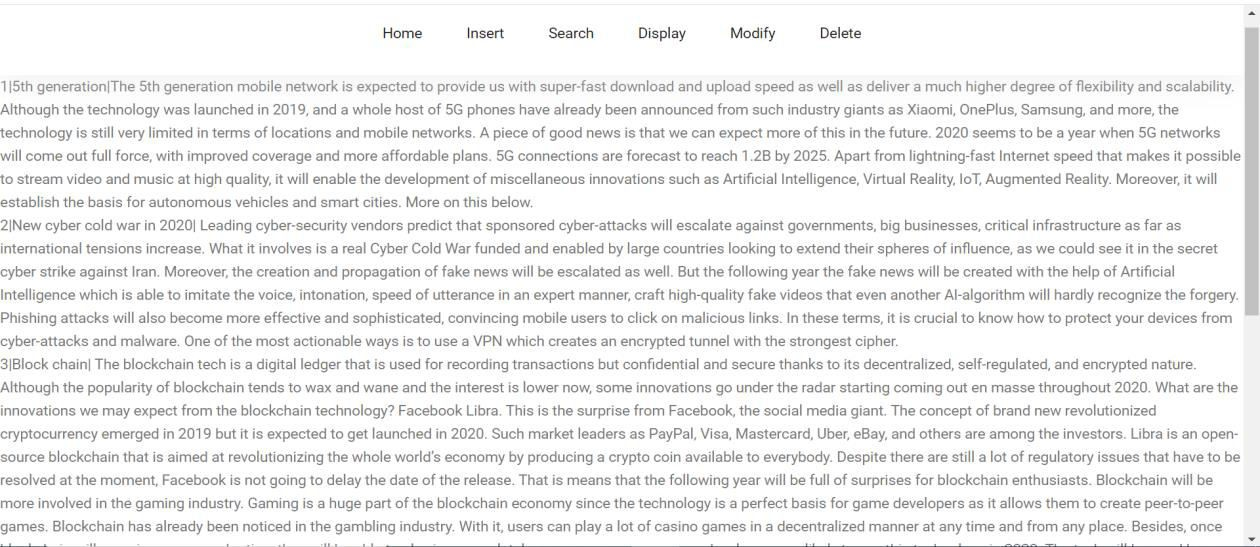 Home Insert Search Display Modify Delete
1|5th generation|The 5th generation mobile network is expected to provide us with super-fast download and upload speed as well as deliver a much higher degree of flexibility and scalability.
Although the technology was launched in 2019, and a whole host of 5G phones have already been announced from such industry giants as Xiaomi, OnePlus, Samsung, and more, the
technology is still very limited in terms of locations and mobile networks. A piece of good news is that we can expect more of this in the future. 2020 seems to be a year when 5G networks
will come out full force, with improved coverage and more affordable plans. 5G connections are forecast to reach 1.2B by 2025. Apart from lightning-fast Internet speed that makes it possible
to stream video and music at high quality, it will enable the development of miscellaneous innovations such as Artificial Intelligence, Virtual Reality, IoT, Augmented Reality. Moreover, it will
establish the basis for autonomous vehicles and smart cities. More on this below.
2|New cyber cold war in 2020| Leading cyber-security vendors predict that sponsored cyber-attacks will escalate against governments, big businesses, critical infrastructure as far as
international tensions increase. What it involves is a real Cyber Cold War funded and enabled by large countries looking to extend their spheres of influence, as we could see it in the secret
cyber strike against Iran. Moreover, the creation and propagation of fake news will be escalated as well. But the following year the fake news will be created with the help of Artificial
Intelligence which is able to imitate the voice, intonation, speed of utterance in an expert manner, craft high-quality fake videos that even another AI-algorithm will hardly recognize the forgery.
Phishing attacks will also become more effective and sophisticated, convincing mobile users to click on malicious links. In these terms, it is crucial to know how to protect your devices from
cyber-attacks and malware. One of the most actionable ways is to use a VPN which creates an encrypted tunnel with the strongest cipher.
3|Block chain| The blockchain tech is a digital ledger that is used for recording transactions but confidential and secure thanks to its decentralized, self-regulated, and encrypted nature.
Although the popularity of blockchain tends to wax and wane and the interest is lower now, some innovations go under the radar starting coming out en masse throughout 2020. What are the
innovations we may expect from the blockchain technology? Facebook Libra. This is the surprise from Facebook, the social media giant. The concept of brand new revolutionized
cryptocurrency emerged in 2019 but it is expected to get launched in 2020. Such market leaders as PayPal, Visa, Mastercard, Uber, eBay, and others are among the investors. Libra is an open-
source blockchain that is aimed at revolutionizing the whole world’s economy by producing a crypto coin available to everybody. Despite there are still a lot of regulatory issues that have to be
resolved at the moment, Facebook is not going to delay the date of the release. That is means that the following year will be full of surprises for blockchain enthusiasts. Blockchain will be
more involved in the gaming industry. Gaming is a huge part of the blockchain economy since the technology is a perfect basis for game developers as it allows them to create peer-to-peer
games. Blockchain has already been noticed in the gambling industry. With it, users can play a lot of casino games in a decentralized manner at any time and from any place. Besides, once